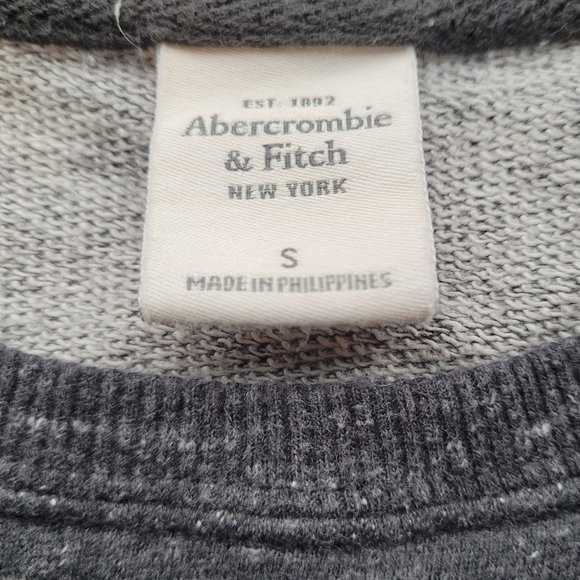 EST. 1892
Abercrombie
& Fitch
NEW YORK
S
MADE IN PHILIPPINES